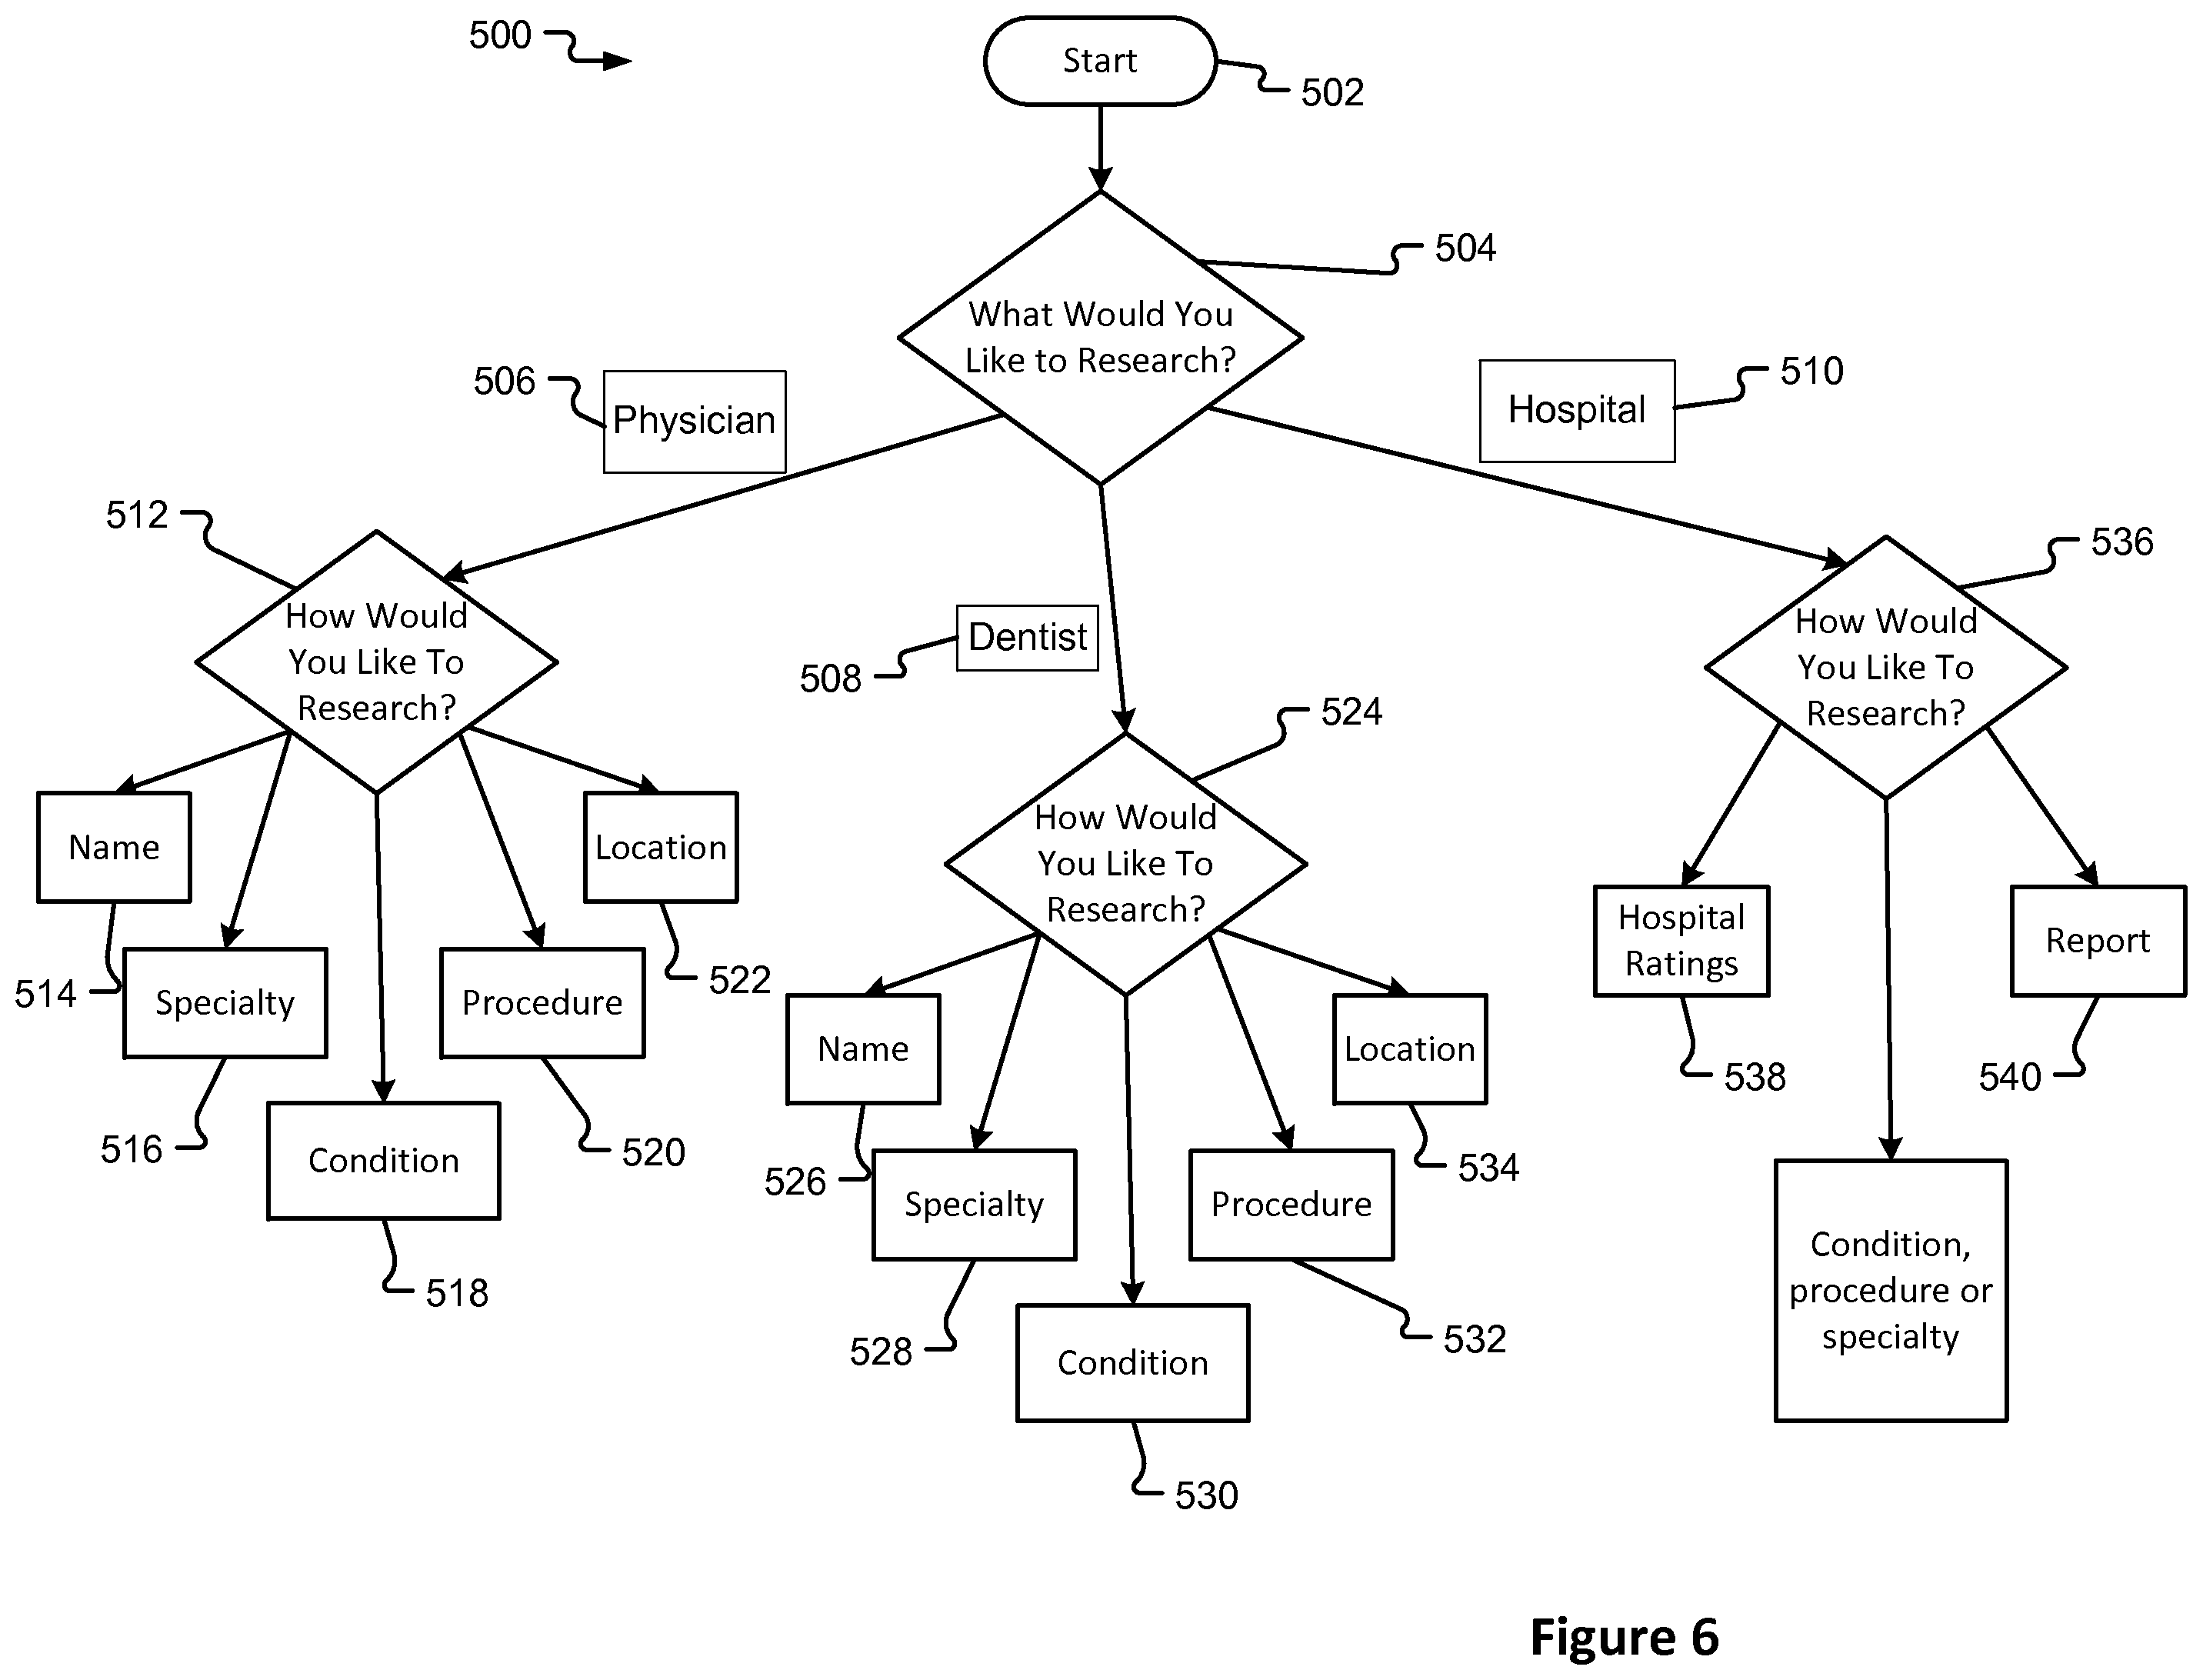 500
Start
502
504
What Would You
Like to Research?
506
Physician
Hospital
510
512
How Would
You Like To
Research?
508
Dentist
524
536
How Would
You Like To
Research?
Name
Location
514
Specialty
Procedure
522
516
Condition
520
518
How Would
You Like To
Research?
Name
Location
526
Specialty
Procedure
534
528
Condition
532
530
Hospital
Ratings
Report
538
540
Condition,
procedure or
specialty
Figure 6